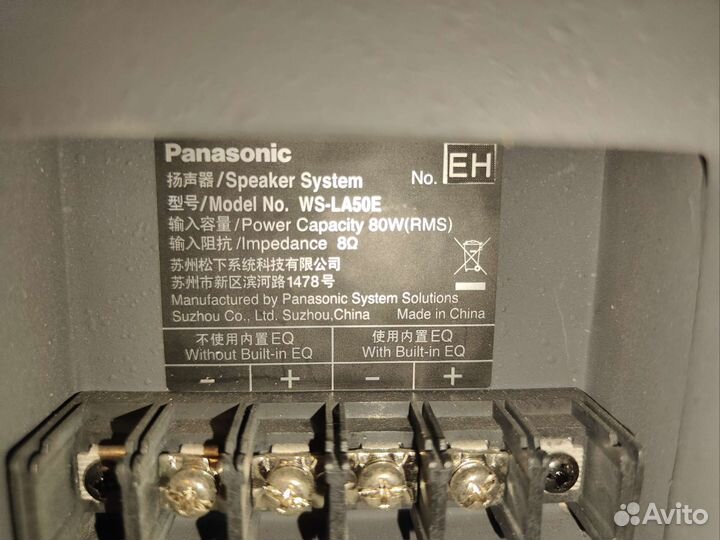 Panasonic
扬声器/Speaker System No. EH
型号/Model No. WS-LA50E
输入容量/Power Capacity 80W(RMS)
输入阻抗/Impedance 8Ω
苏州松下系统科技有限公司
苏州市新区滨河路1478号
Manufactured by Panasonic System Solutions
Suzhou Co., Ltd. Suzhou,China Made in China
不使用内置EQ 使用内置EQ
Without Built-in EQ With Built-in EQ
- + - +
Avito